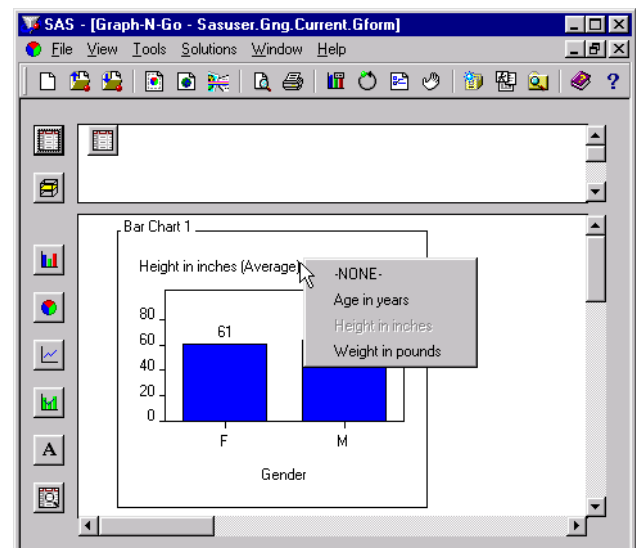 SAS - [Graph-N-Go - Sasuser.Gng.Current.Gform]
File View Tools Solutions Window Help
?
Bar Chart 1
Height in inches (Average)
-NONE-
Age in years
Height in inches
Weight in pounds
80
60
40
20
0
61
F
M
Gender
A